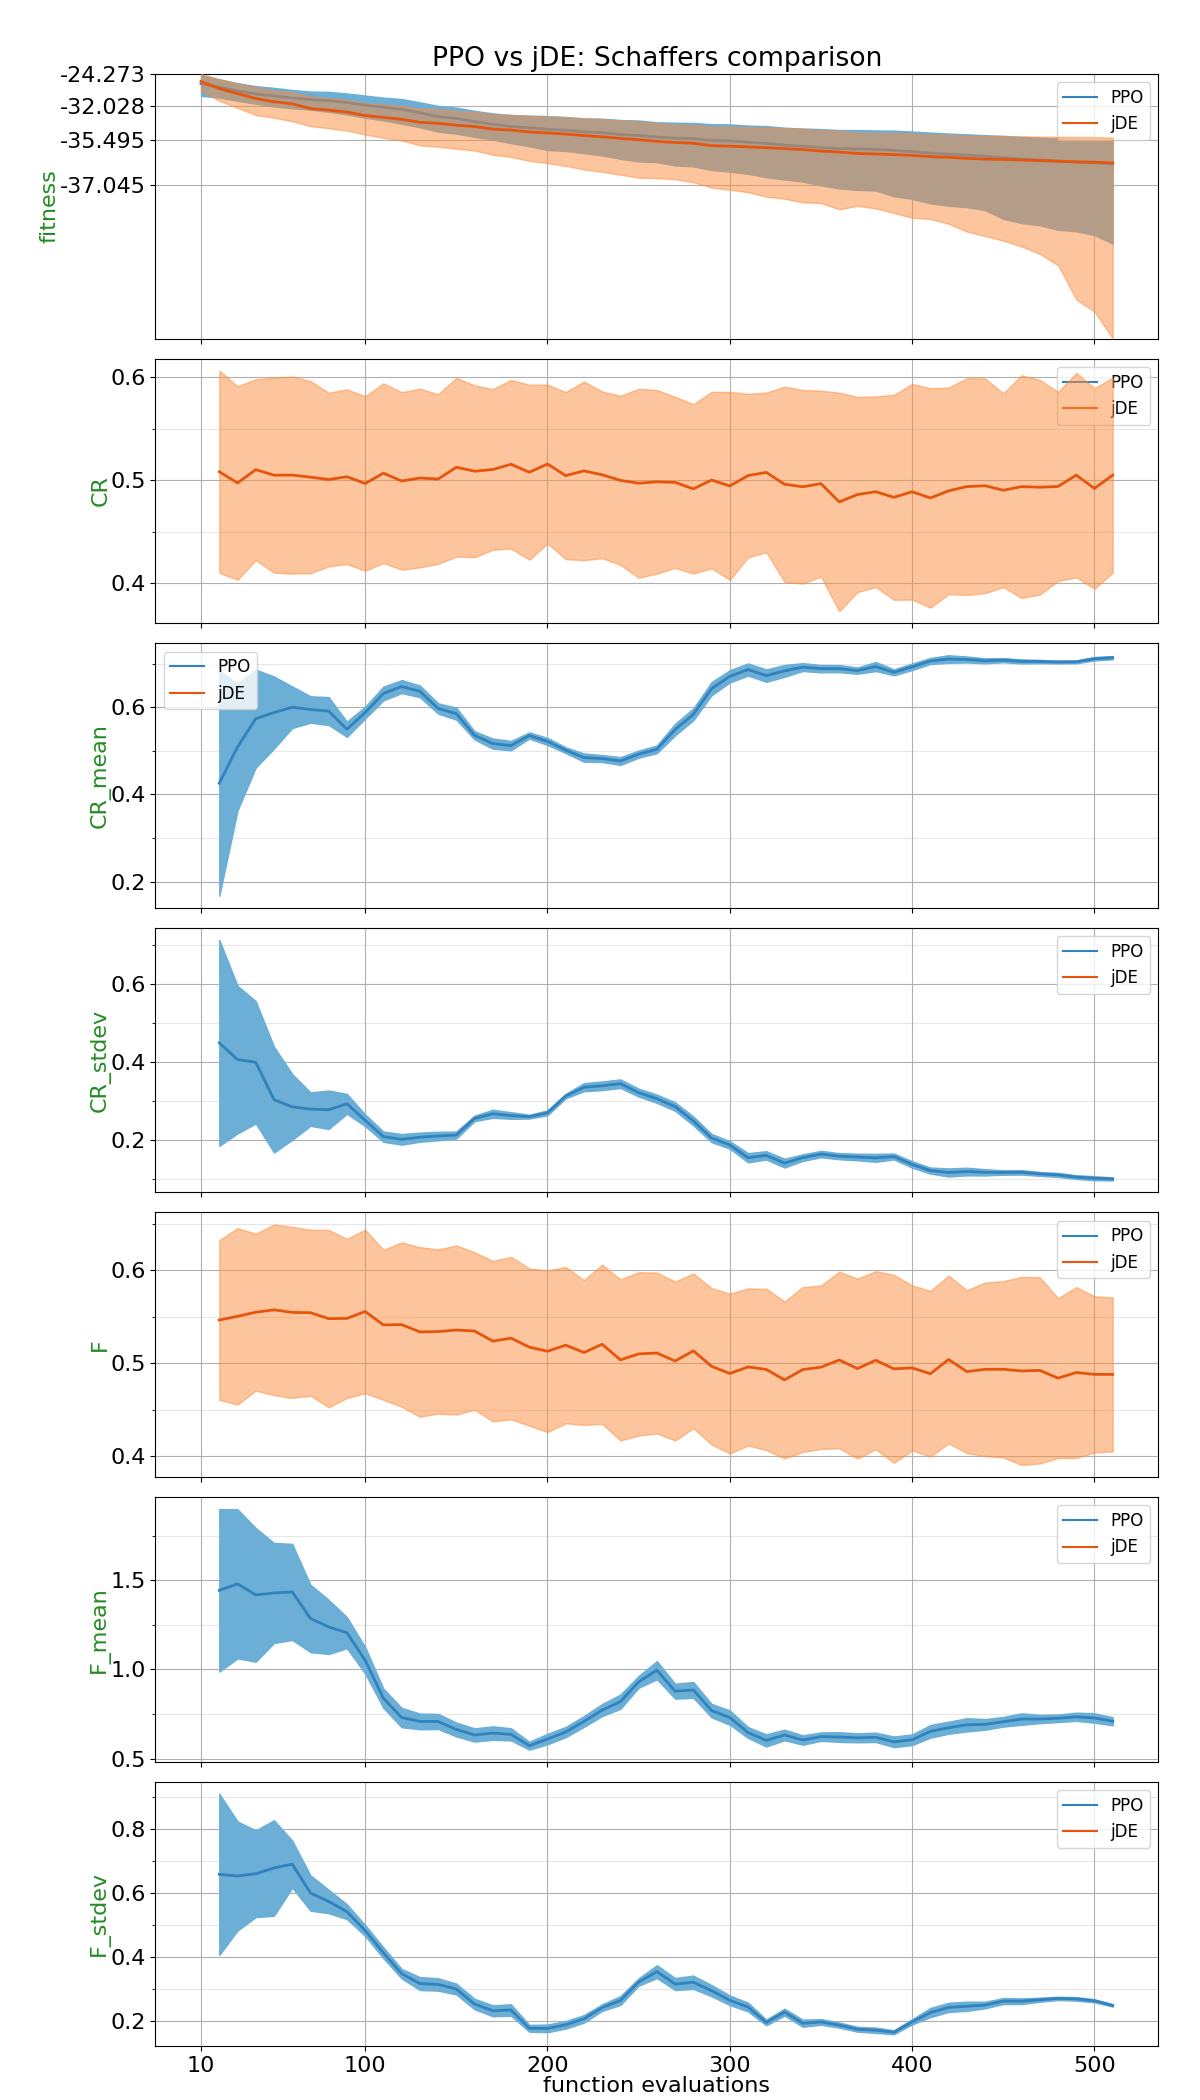 PPO vs jDE: Schaffers comparison
-24.273
-32.028
-35.495
-37.045
fitness
PPO
jDE
0.6
0.5
0.4
CR
PPO
jDE
0.6
0.4
0.2
CR_mean
PPO
jDE
0.6
0.4
0.2
CR_stdev
PPO
jDE
0.6
0.5
0.4
F
PPO
jDE
1.5
1.0
0.5
F_mean
PPO
jDE
0.8
0.6
0.4
0.2
F_stdev
PPO
jDE
10 100 200 300 400 500
function evaluations